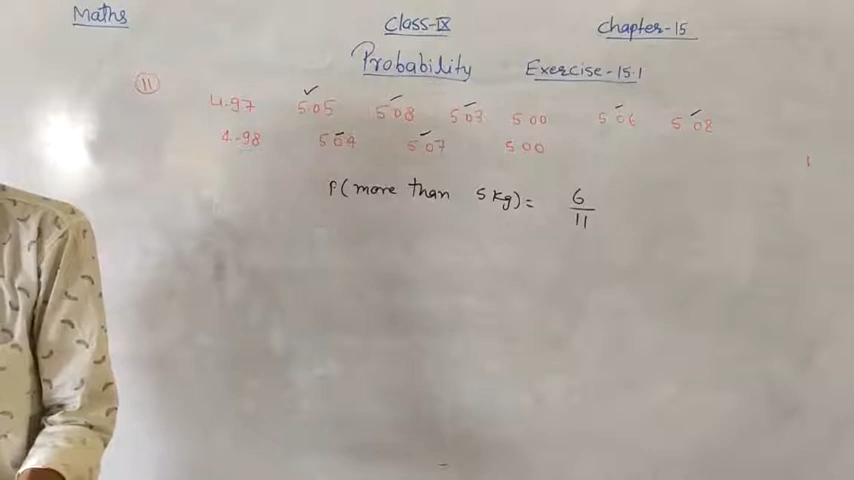 Maths Class-IX Chapter-15
Probability Exercise-15.1
11 4.97 5.05 5.08 5.03 5.00 5.06 5.08
4.98 5.04 5.07 5.00
P(more than 5 kg) = 6/11